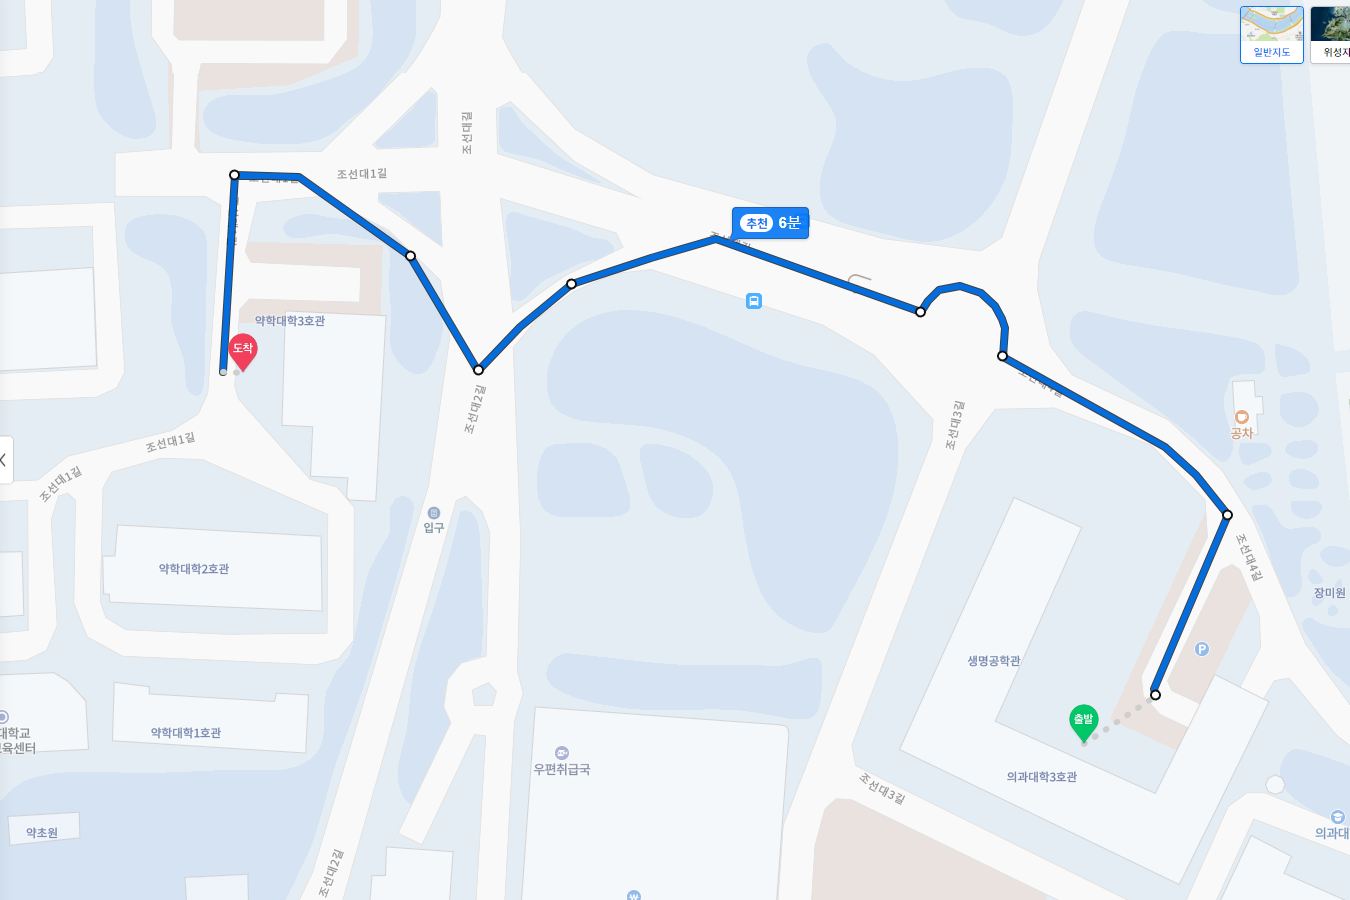 일반지도
위성지
조선대길
조선대1길
추천 6분
약학대학3호관
도착
조선대2길
조선대3길
공차
조선대1길
조선대1길
입구
조선대4길
약학대학2호관
장미원
P
생명공학관
출발
대학교
육센터
약학대학1호관
우편취급국
의과대학3호관
조선대3길
약초원
의과대
조선대2길
W